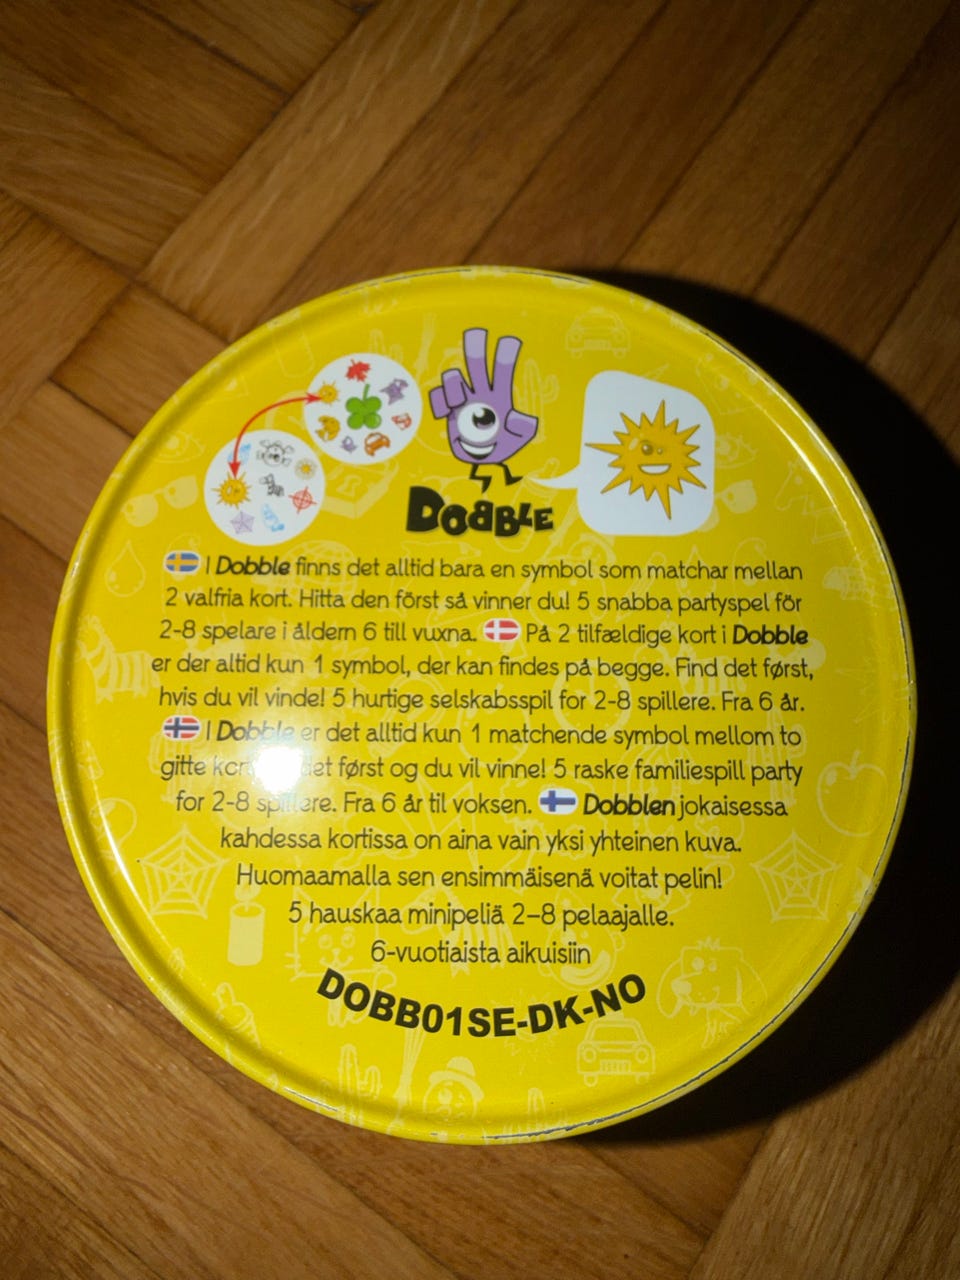 DOBBLE
I Dobble finns det alltid bara en symbol som matchar mellan
2 valfria kort. Hitta den först så vinner du! 5 snabba partyspel för
2-8 spelare i åldern 6 till vuxna. På 2 tilfældige kort i Dobble
er der altid kun 1 symbol, der kan findes på begge. Find det først,
hvis du vil vinde! 5 hurtige selskabsspil for 2-8 spillere. Fra 6 år.
I Dobble er det alltid kun 1 matchende symbol mellom to
gitte det først og du vil vinne! 5 raske familiespill party
for 2-8 spillere. Fra 6 år til voksen. Dobblen jokaisessa
kahdessa kortissa on aina vain yksi yhteinen kuva.
Huomaamalla sen ensimmäisenä voitat pelin!
5 hauskaa minipeliä 2–8 pelaajalle.
6-vuotiaista aikuisiin
DOBB01SE-DK-NO